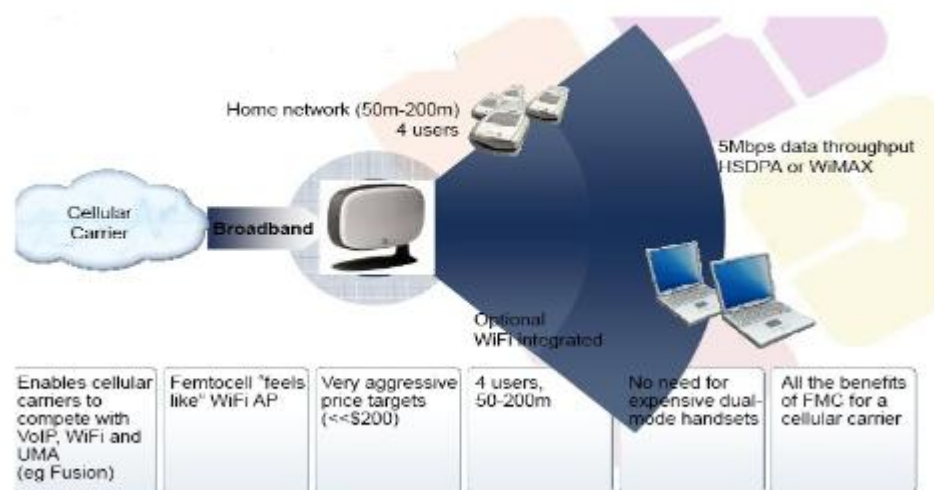 Home network (50m-200m)
4 users
5Mbps data throughput
HSDPA or WiMAX
Cellular
Carrier
Broadband
Optional
WiFi integrated
Enables cellular
carriers to
compete with
VoIP, WiFi and
UMA
(eg Fusion)
Femtocell "feels
like" WiFi AP
Very aggressive
price targets
(<<$200)
4 users,
50-200m
No need for
expensive dual-
mode handsets
All the benefits
of FMC for a
cellular carrier